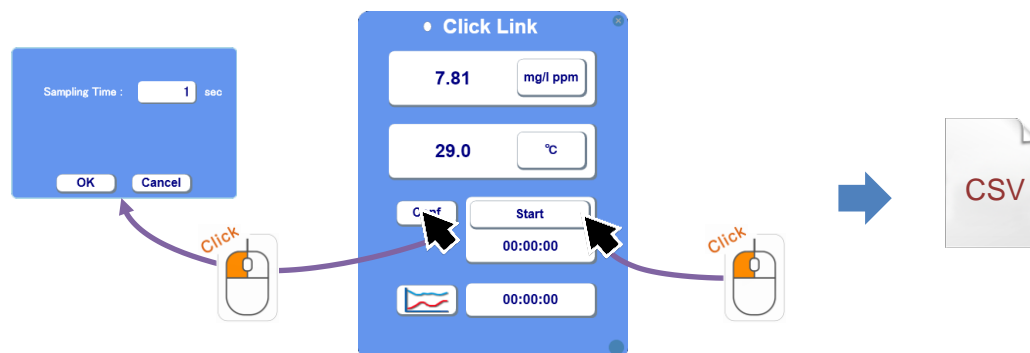 Click Link
7.81
mg/l ppm
29.0
℃
Start
00:00:00
00:00:00
Sampling Time :
1
sec
OK
Cancel
Click
Click
CSV